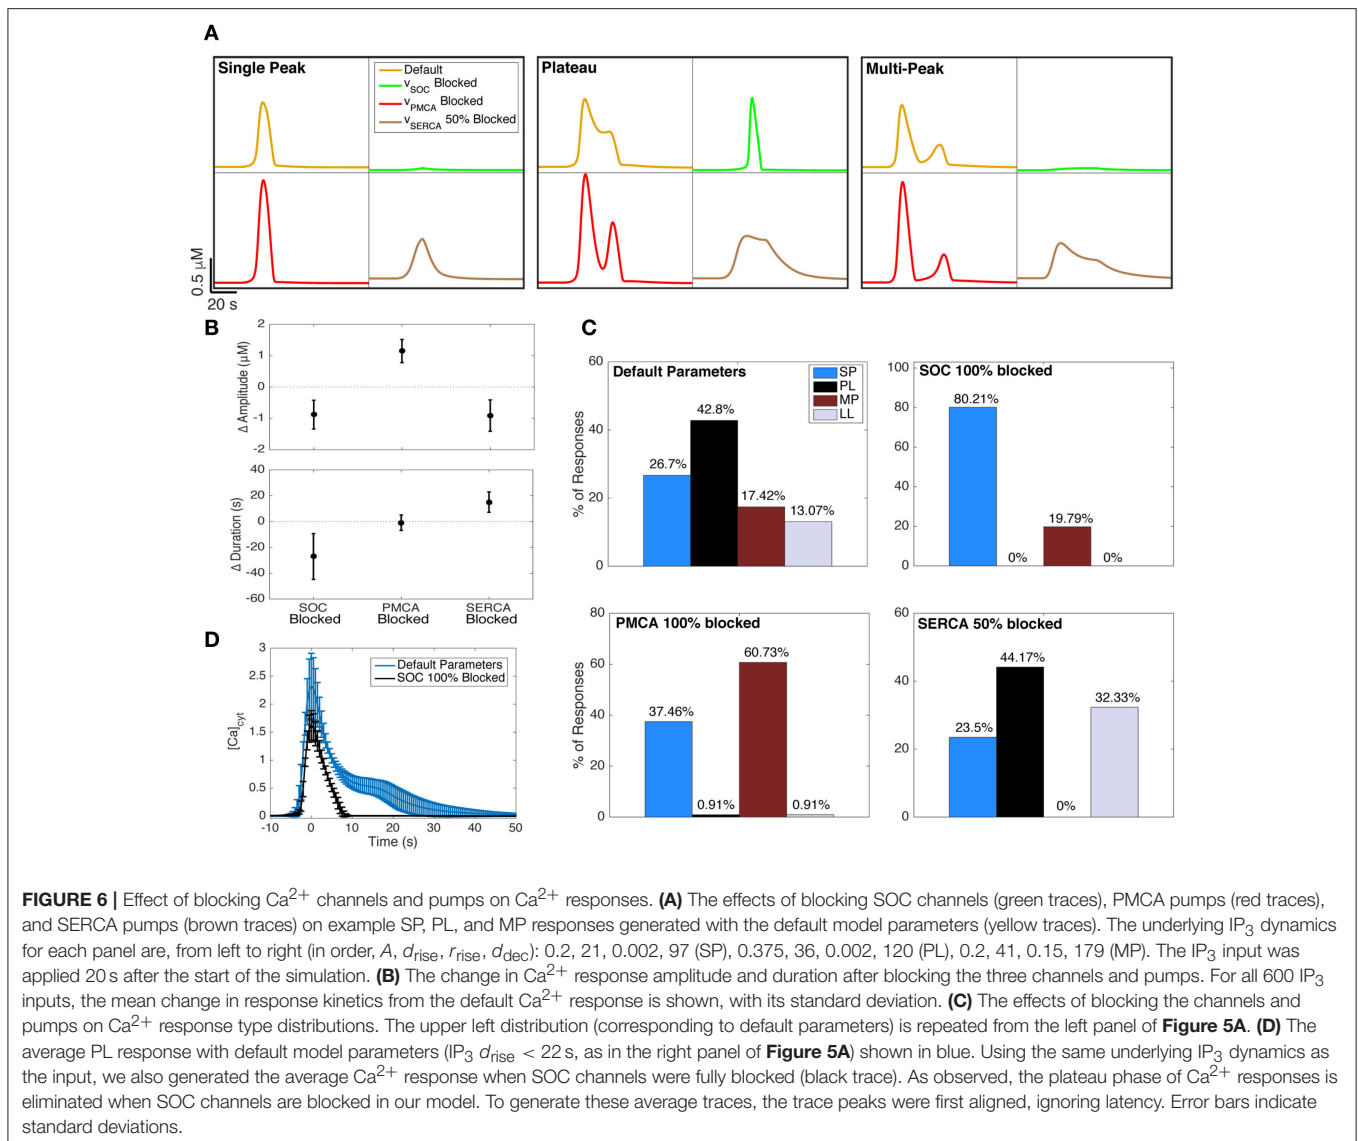 A
Single Peak
Default
vSOC Blocked
vPMCA Blocked
vSERCA 50% Blocked
Plateau
Multi-Peak
0.5 μM
20 s
B
2
1
0
-1
-2
Δ Amplitude (μM)
40
20
0
-20
-40
-60
Δ Duration (s)
SOC Blocked
PMCA Blocked
SERCA Blocked
C
Default Parameters
SP
PL
MP
LL
60
40
20
0
% of Responses
26.7%
42.8%
17.42%
13.07%
SOC 100% blocked
100
80
60
40
20
0
80.21%
0%
19.79%
0%
PMCA 100% blocked
80
60
40
20
0
% of Responses
37.46%
0.91%
60.73%
0.91%
SERCA 50% blocked
60
40
20
0
23.5%
44.17%
0%
32.33%
D
Default Parameters
SOC 100% Blocked
3
2.5
2
1.5
1
0.5
0
[Ca]cyt
-10 0 10 20 30 40 50
Time (s)
FIGURE 6 | Effect of blocking Ca2+ channels and pumps on Ca2+ responses. (A) The effects of blocking SOC channels (green traces), PMCA pumps (red traces),
and SERCA pumps (brown traces) on example SP, PL, and MP responses generated with the default model parameters (yellow traces). The underlying IP3 dynamics
for each panel are, from left to right (in order, A, drise, rrise, ddec): 0.2, 21, 0.002, 97 (SP), 0.375, 36, 0.002, 120 (PL), 0.2, 41, 0.15, 179 (MP). The IP3 input was
applied 20 s after the start of the simulation. (B) The change in Ca2+ response amplitude and duration after blocking the three channels and pumps. For all 600 IP3
inputs, the mean change in response kinetics from the default Ca2+ response is shown, with its standard deviation. (C) The effects of blocking the channels and
pumps on Ca2+ response type distributions. The upper left distribution (corresponding to default parameters) is repeated from the left panel of Figure 5A. (D) The
average PL response with default model parameters (IP3 drise < 22 s, as in the right panel of Figure 5A) shown in blue. Using the same underlying IP3 dynamics as
the input, we also generated the average Ca2+ response when SOC channels were fully blocked (black trace). As observed, the plateau phase of Ca2+ responses is
eliminated when SOC channels are blocked in our model. To generate these average traces, the trace peaks were first aligned, ignoring latency. Error bars indicate
standard deviations.